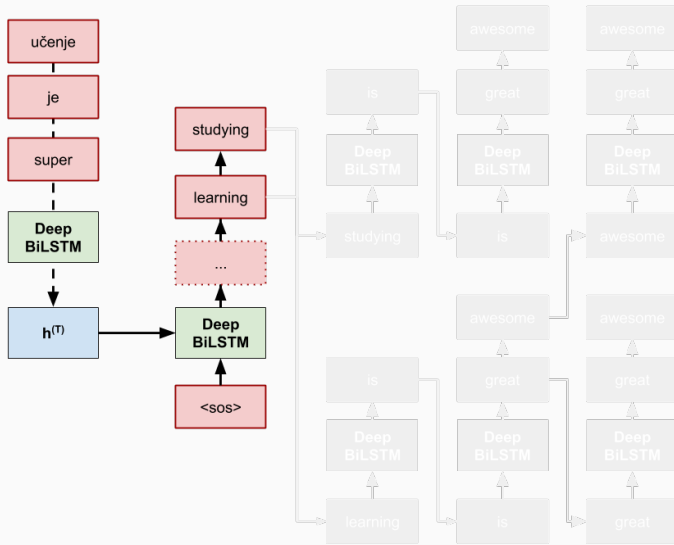 učenje
je
super
Deep
BiLSTM
h(T)
studying
learning
...
Deep
BiLSTM
<sos>
is
Deep
BiLSTM
studying
awesome
great
Deep
BiLSTM
is
awesome
great
Deep
BiLSTM
awesome
is
Deep
BiLSTM
learning
awesome
great
Deep
BiLSTM
is
awesome
great
Deep
BiLSTM
great